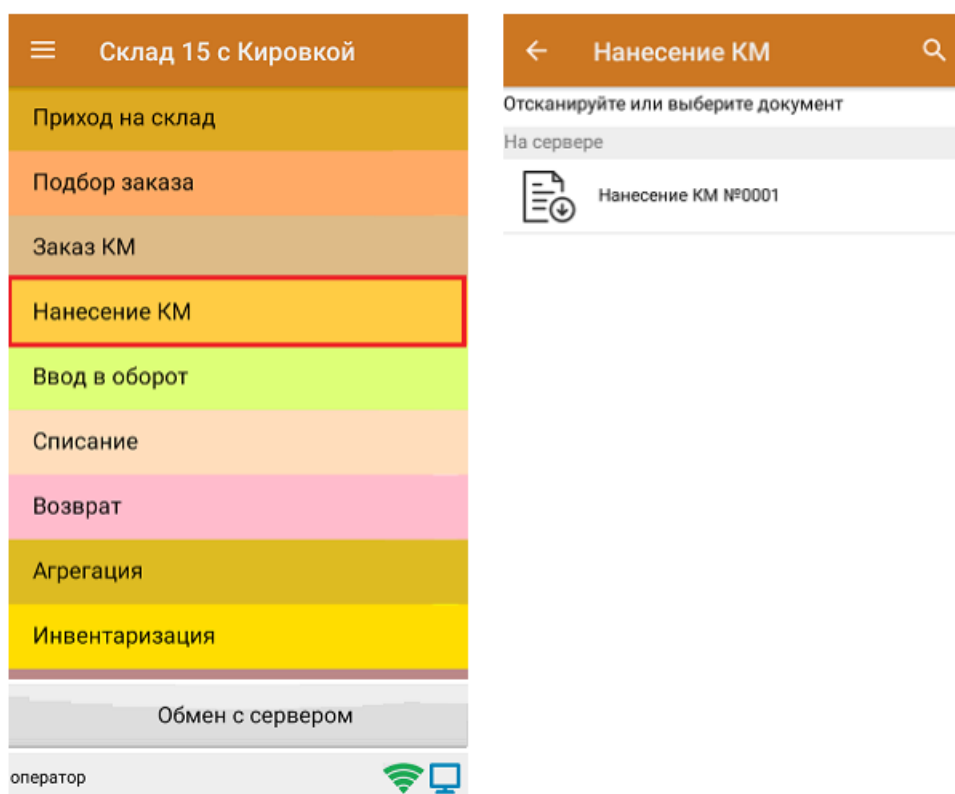 Склад 15 с Кировкой
Приход на склад
Подбор заказа
Заказ КМ
Нанесение КМ
Ввод в оборот
Списание
Возврат
Агрегация
Инвентаризация
Обмен с сервером
оператор
Нанесение КМ
Отсканируйте или выберите документ
На сервере
Нанесение КМ №0001